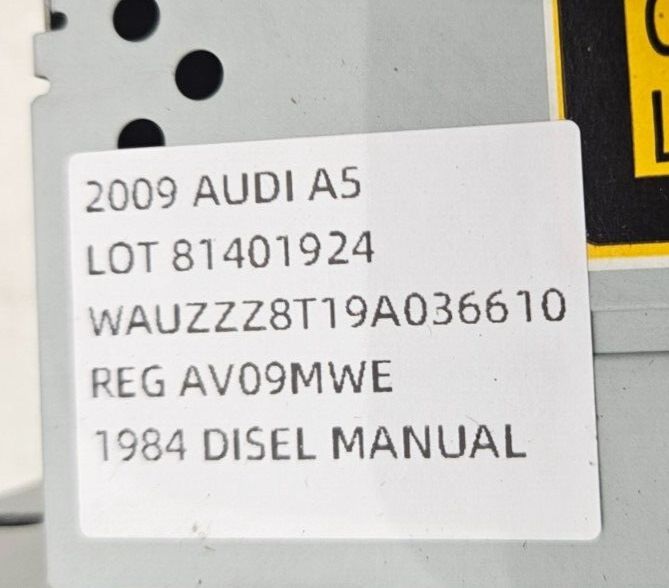 2009 AUDI A5
LOT 81401924
WAUZZZ8T19A036610
REG AV09MWE
1984 DISEL MANUAL